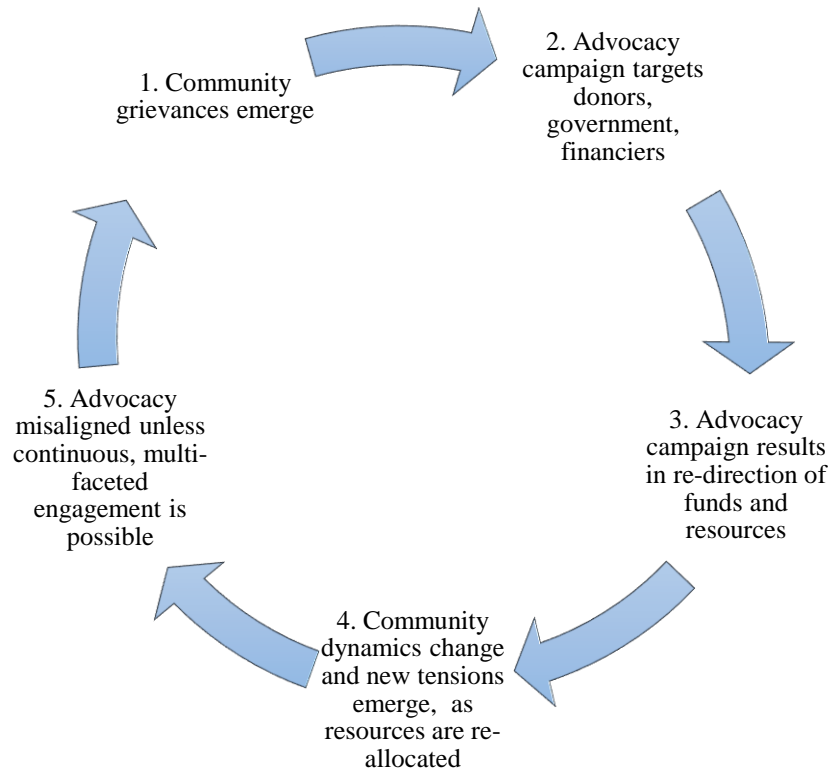 1. Community
grievances emerge
2. Advocacy
campaign targets
donors,
government,
financiers
3. Advocacy
campaign results
in re-direction of
funds and
resources
4. Community
dynamics change
and new tensions
emerge,  as
resources are re-
allocated
5. Advocacy
misaligned unless
continuous, multi-
faceted
engagement is
possible